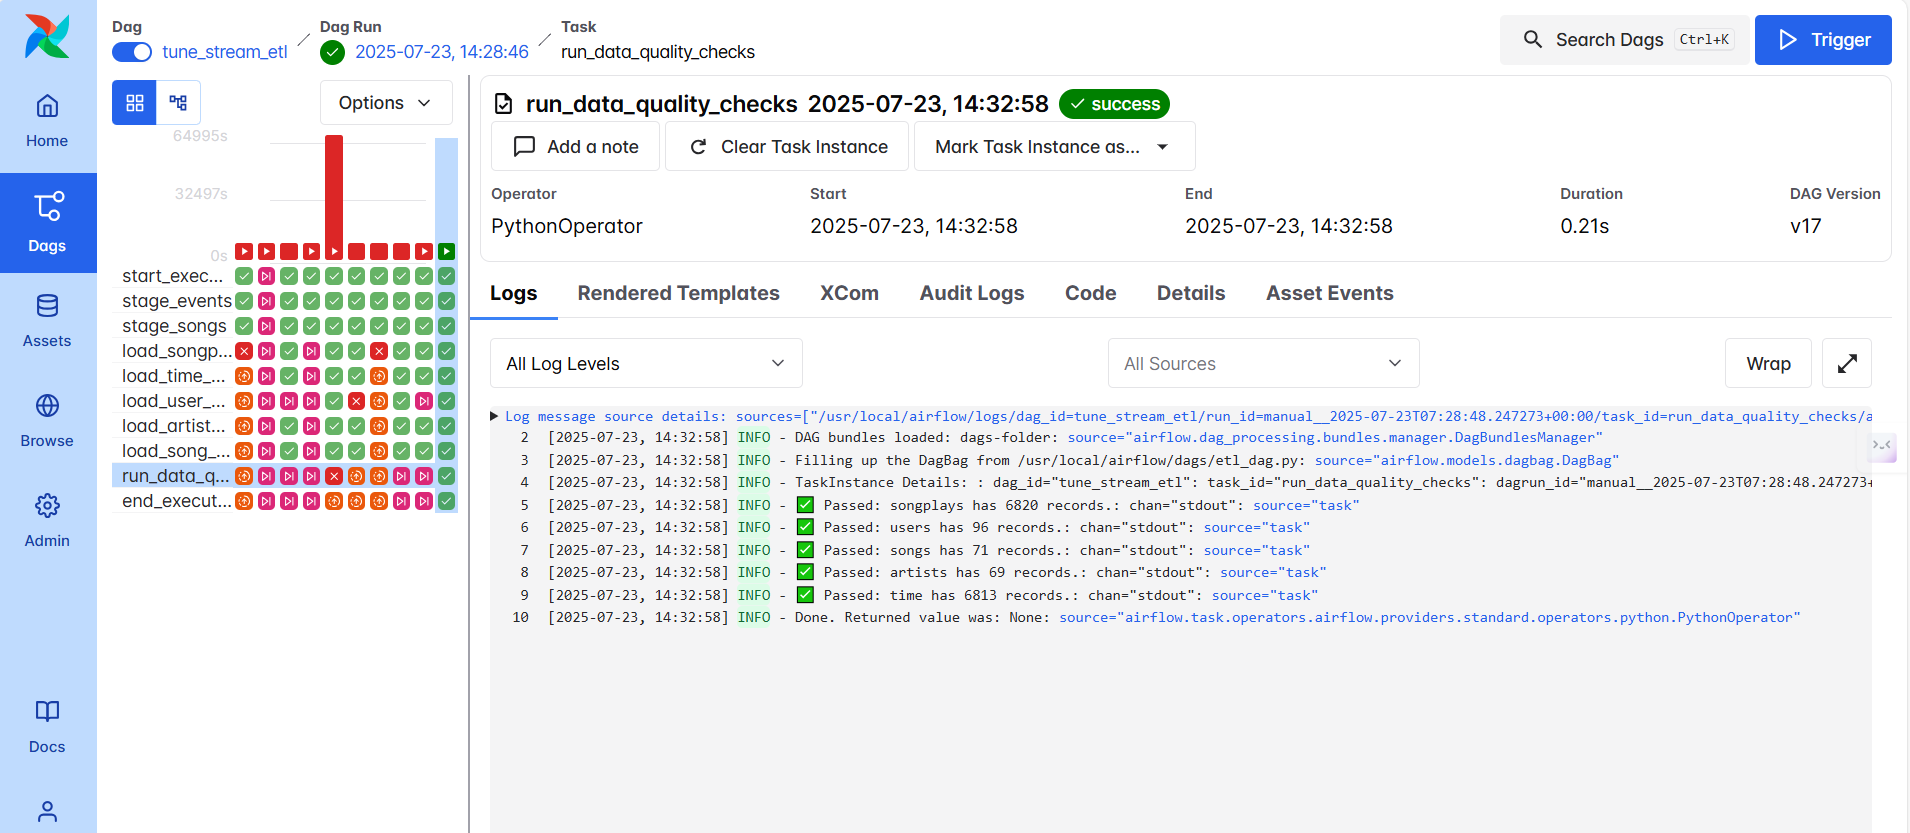 Dag
tune_stream_etl
Dag Run
2025-07-23, 14:28:46
Task
run_data_quality_checks
Search Dags Ctrl+K
Trigger
Home
Dags
Assets
Browse
Admin
Docs
Options
64995s
32497s
0s
start_exec...
stage_events
stage_songs
load_songp...
load_time_...
load_user_...
load_artist...
load_song_...
run_data_q...
end_execut...
run_data_quality_checks 2025-07-23, 14:32:58 success
Add a note
Clear Task Instance
Mark Task Instance as...
Operator Start End Duration DAG Version
PythonOperator 2025-07-23, 14:32:58 2025-07-23, 14:32:58 0.21s v17
Logs Rendered Templates XCom Audit Logs Code Details Asset Events
All Log Levels All Sources Wrap
Log message source details: sources=["/usr/local/airflow/logs/dag_id=tune_stream_etl/run_id=manual__2025-07-23T07:28:48.247273+00:00/task_id=run_data_quality_checks/a
2 [2025-07-23, 14:32:58] INFO - DAG bundles loaded: dags-folder: source="airflow.dag_processing.bundles.manager.DagBundlesManager"
3 [2025-07-23, 14:32:58] INFO - Filling up the DagBag from /usr/local/airflow/dags/etl_dag.py: source="airflow.models.dagbag.DagBag"
4 [2025-07-23, 14:32:58] INFO - TaskInstance Details: : dag_id="tune_stream_etl": task_id="run_data_quality_checks": dagrun_id="manual__2025-07-23T07:28:48.247273+
5 [2025-07-23, 14:32:58] INFO - ✅ Passed: songplays has 6820 records.: chan="stdout": source="task"
6 [2025-07-23, 14:32:58] INFO - ✅ Passed: users has 96 records.: chan="stdout": source="task"
7 [2025-07-23, 14:32:58] INFO - ✅ Passed: songs has 71 records.: chan="stdout": source="task"
8 [2025-07-23, 14:32:58] INFO - ✅ Passed: artists has 69 records.: chan="stdout": source="task"
9 [2025-07-23, 14:32:58] INFO - ✅ Passed: time has 6813 records.: chan="stdout": source="task"
10 [2025-07-23, 14:32:58] INFO - Done. Returned value was: None: source="airflow.task.operators.airflow.providers.standard.operators.python.PythonOperator"